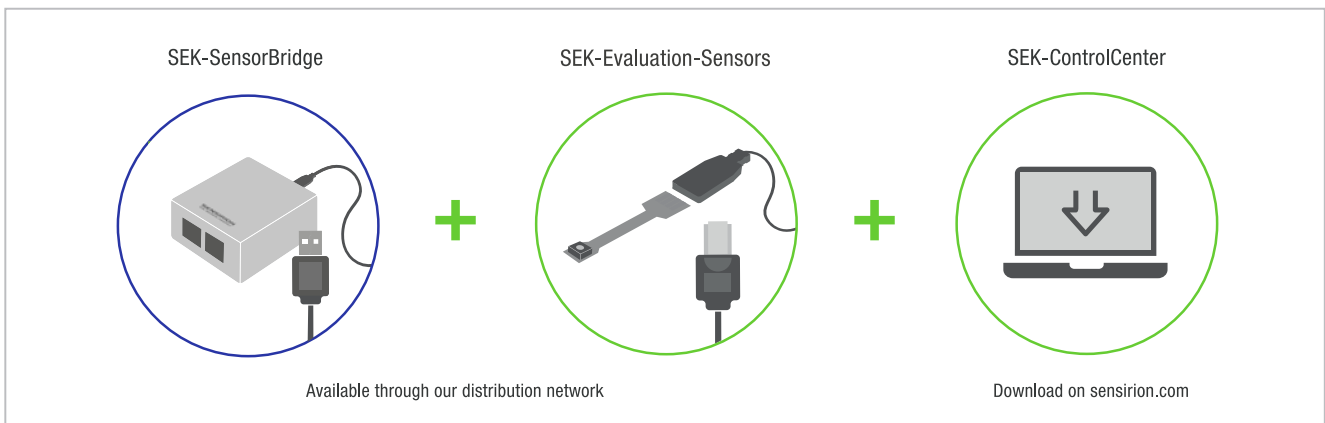 SEK-SensorBridge
SEK-Evaluation-Sensors
SEK-ControlCenter
Available through our distribution network
Download on sensirion.com